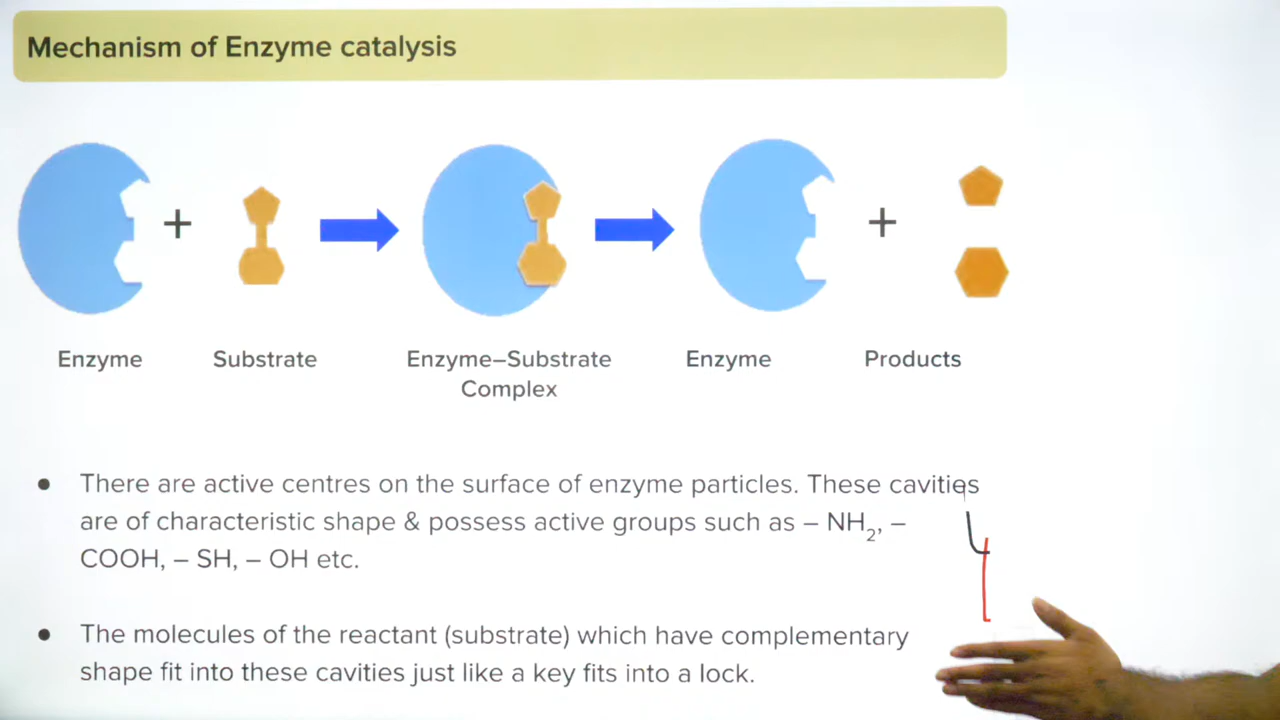 Mechanism of Enzyme catalysis
+
+
Enzyme
Substrate
Enzyme–Substrate
Complex
Enzyme
Products
• There are active centres on the surface of enzyme particles. These cavities
are of characteristic shape & possess active groups such as – NH₂, –
COOH, – SH, – OH etc.
• The molecules of the reactant (substrate) which have complementary
shape fit into these cavities just like a key fits into a lock.